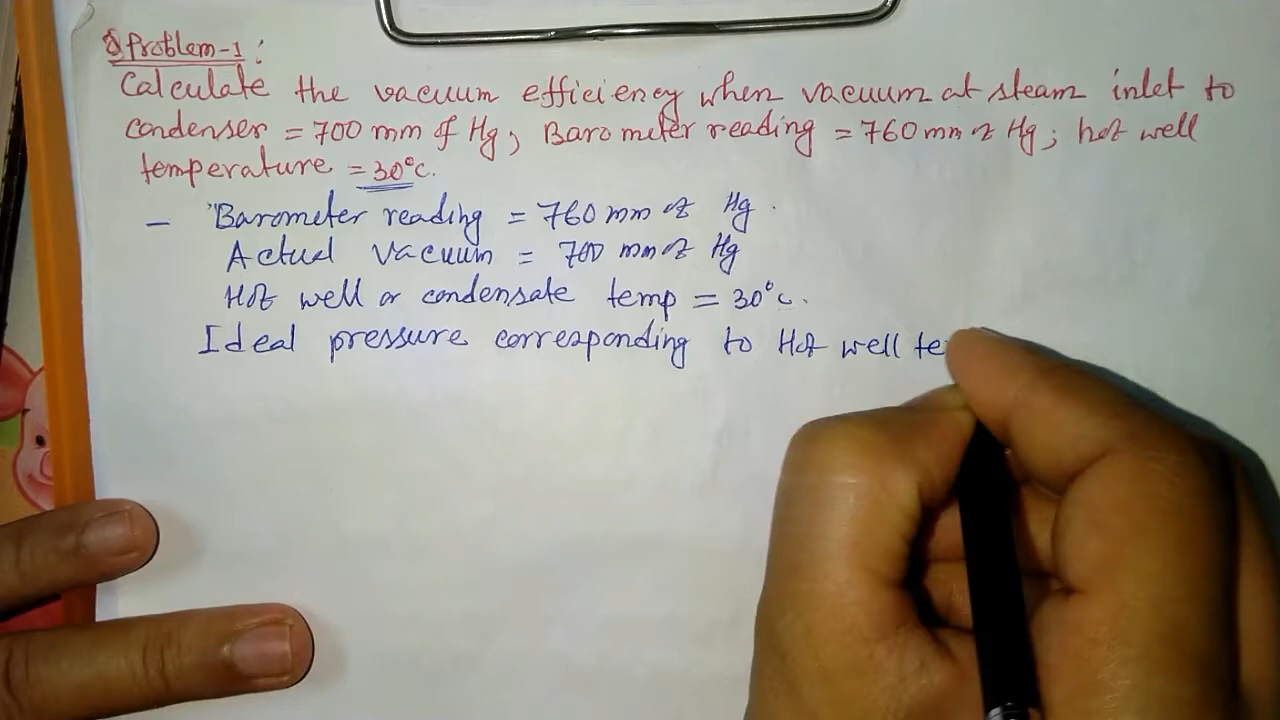 Problem-1:
Calculate the vacuum efficiency when vacuum at steam inlet to
condenser = 700 mm of Hg; Barometer reading = 760 mm of Hg; hot well
temperature = 30°C.
— Barometer reading = 760 mm of Hg.
Actual vacuum = 700 mm of Hg
Hot well or condensate temp = 30°C.
Ideal pressure corresponding to Hot well te